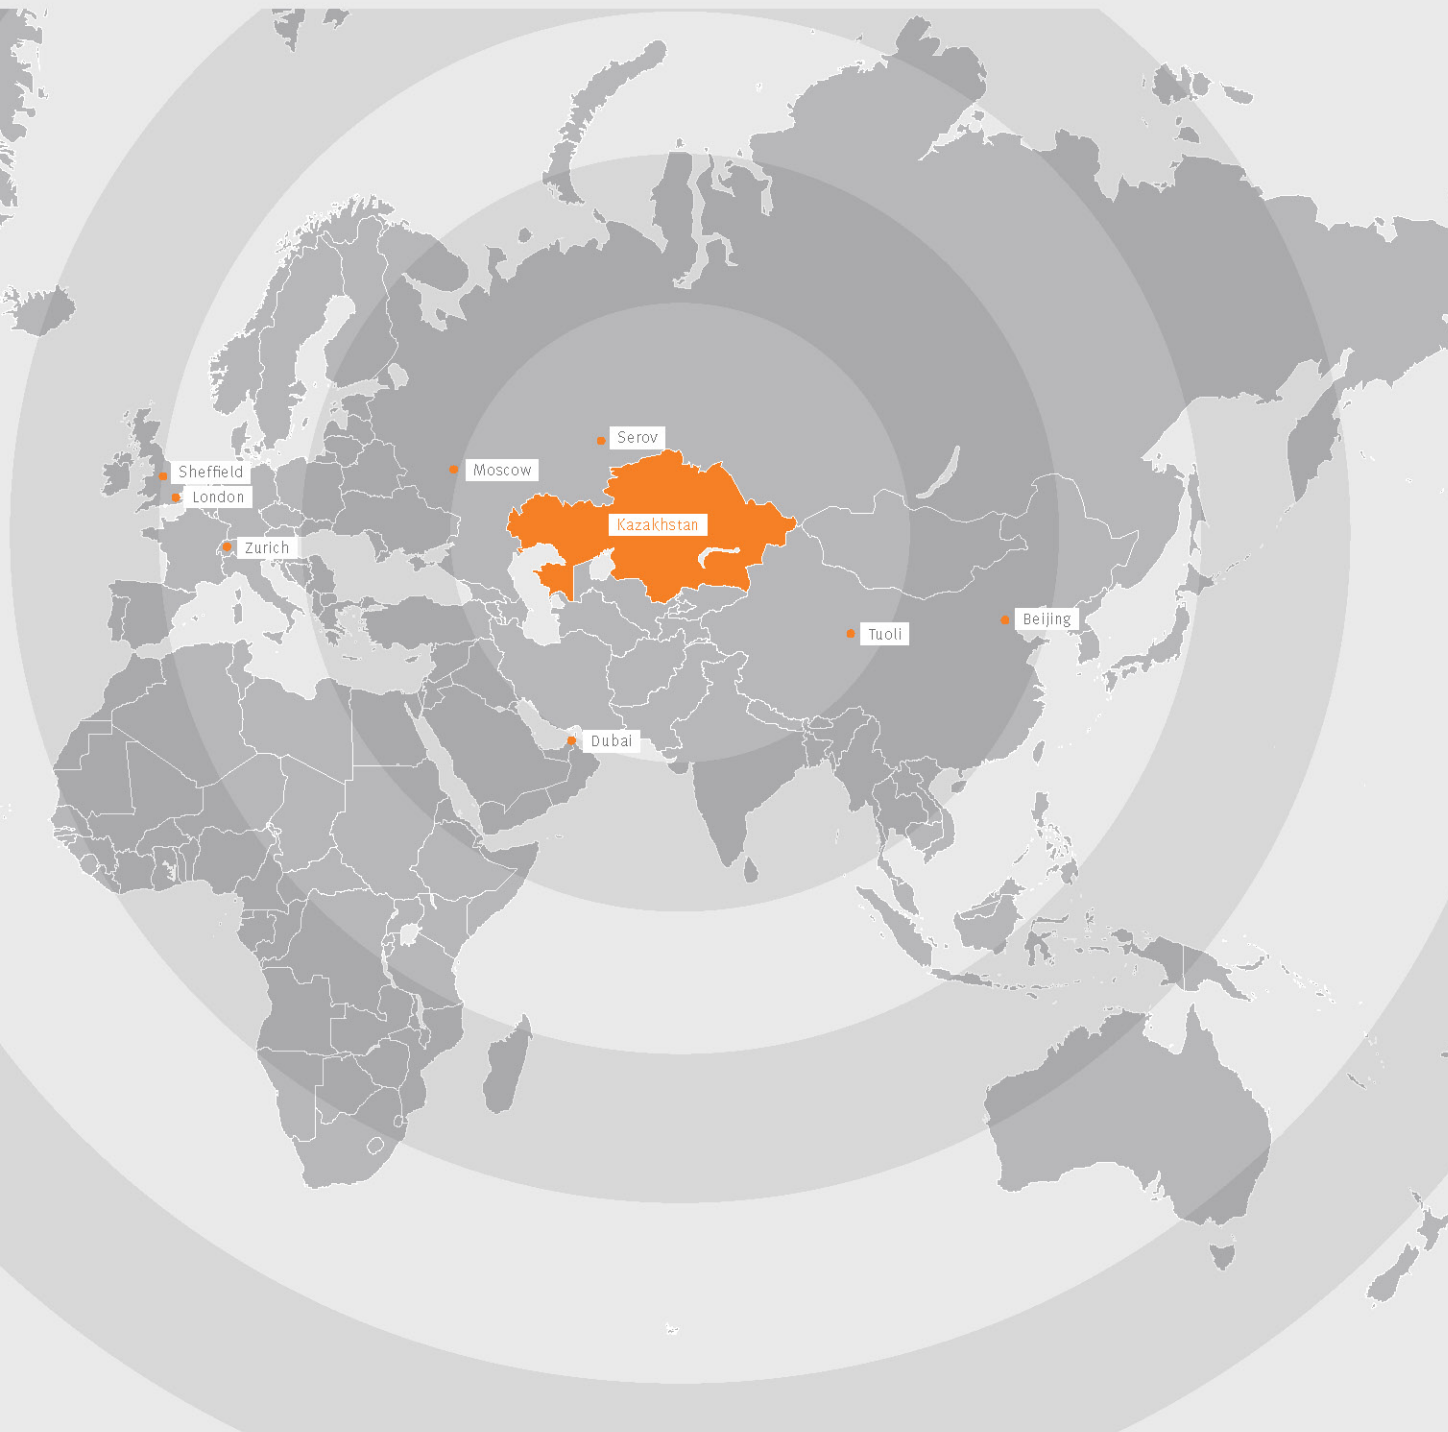 Serov
Moscow
Sheffield
London
Kazakhstan
Zurich
Beijing
Tuoli
Dubai